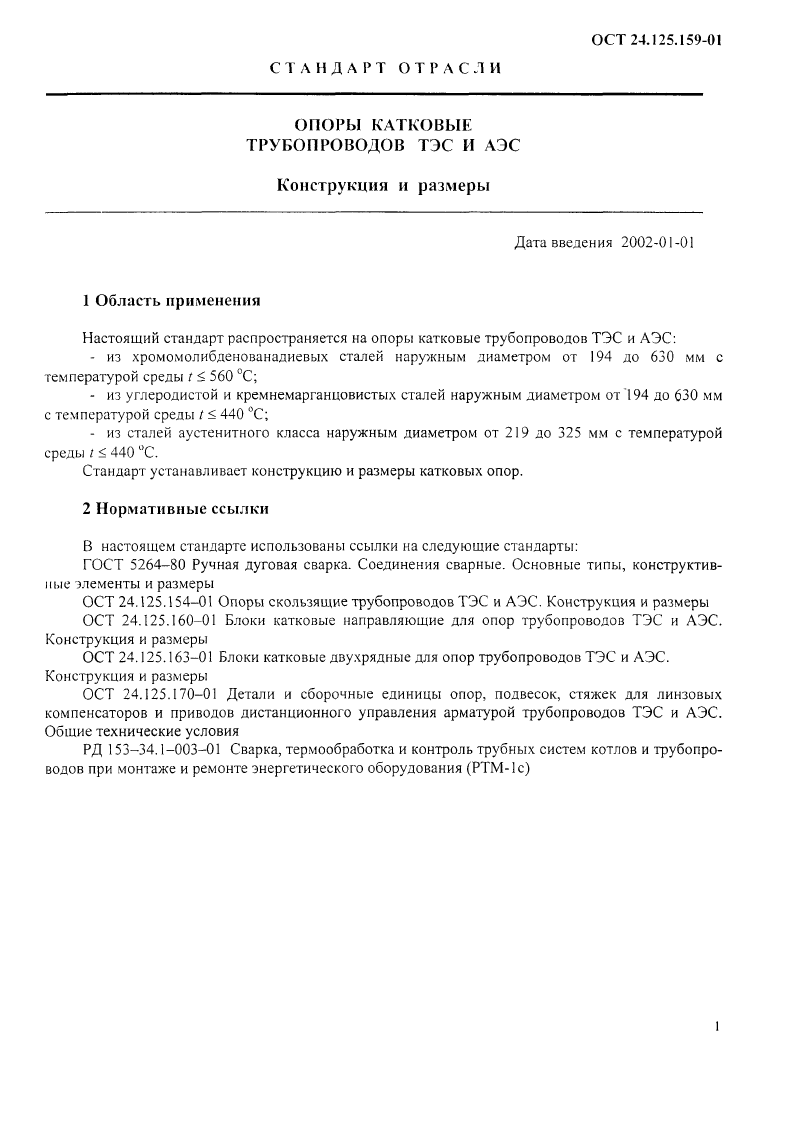 ОСТ 24.125.159-01
СТАНДАРТ ОТРАСЛИ
ОПОРЫ КАТКОВЫЕ
ТРУБОПРОВОДОВ ТЭС И АЭС
Конструкция и размеры
Дата введения 2002-01-01
1 Область применения
Настоящий стандарт распространяется на опоры катковые трубопроводов ТЭС и АЭС:
- из хромомолибденованадиевых сталей наружным диаметром от 194 до 630 мм с
температурой среды t ≤ 560 °С;
- из углеродистой и кремнемарганцовистых сталей наружным диаметром от 194 до 630 мм
с температурой среды t ≤ 440 °С;
- из сталей аустенитного класса наружным диаметром от 219 до 325 мм с температурой
среды t ≤ 440 °С.
Стандарт устанавливает конструкцию и размеры катковых опор.
2 Нормативные ссылки
В настоящем стандарте использованы ссылки на следующие стандарты:
ГОСТ 5264–80 Ручная дуговая сварка. Соединения сварные. Основные типы, конструктив-
ные элементы и размеры
ОСТ 24.125.154–01 Опоры скользящие трубопроводов ТЭС и АЭС. Конструкция и размеры
ОСТ 24.125.160–01 Блоки катковые направляющие для опор трубопроводов ТЭС и АЭС.
Конструкция и размеры
ОСТ 24.125.163–01 Блоки катковые двухрядные для опор трубопроводов ТЭС и АЭС.
Конструкция и размеры
ОСТ 24.125.170–01 Детали и сборочные единицы опор, подвесок, стяжек для линзовых
компенсаторов и приводов дистанционного управления арматурой трубопроводов ТЭС и АЭС.
Общие технические условия
РД 153–34.1–003–01 Сварка, термообработка и контроль трубных систем котлов и трубопро-
водов при монтаже и ремонте энергетического оборудования (РТМ-1с)
1